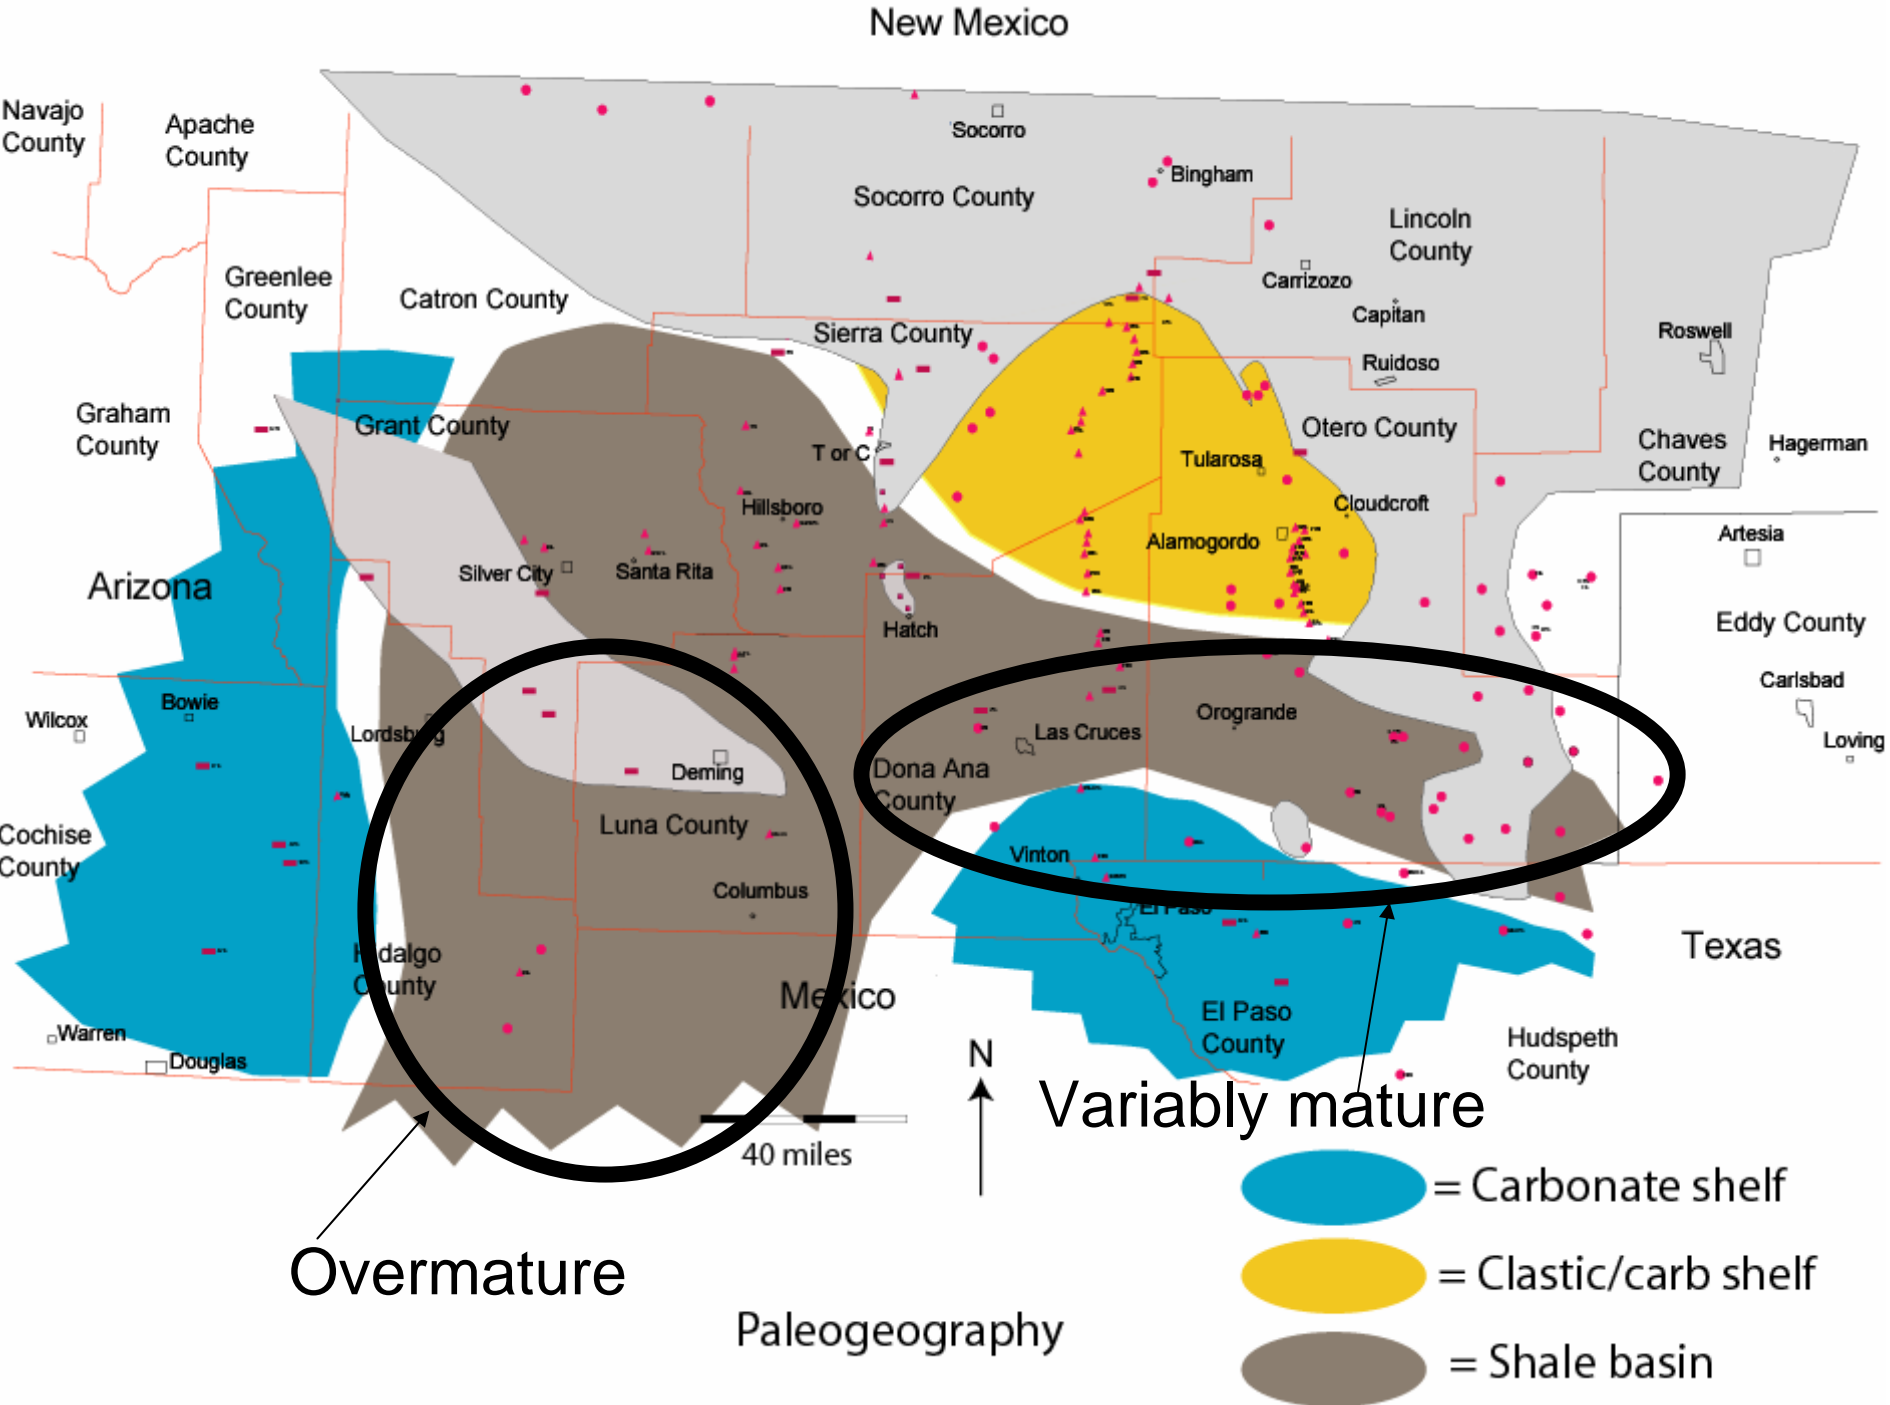 New Mexico
Navajo
County
Apache
County
Socorro
Bingham
Socorro County
Lincoln
County
Greenlee
County
Catron County
Carrizozo
Capitan
Sierra County
Roswell
Ruidoso
Graham
County
Grant County
Otero County
Chaves
County
Hagerman
T or C
Tularosa
Hillsboro
Cloudcroft
Artesia
Alamogordo
Arizona
Silver City
Santa Rita
Hatch
Eddy County
Carlsbad
Bowie
Wilcox
Lordsburg
Orogrande
Las Cruces
Loving
Deming
Dona Ana
County
Luna County
Cochise
County
Vinton
Columbus
El Paso
Texas
Hidalgo
County
Mexico
El Paso
County
Hudspeth
County
Warren
Douglas
N
Variably mature
40 miles
= Carbonate shelf
Overmature
= Clastic/carb shelf
Paleogeography
= Shale basin